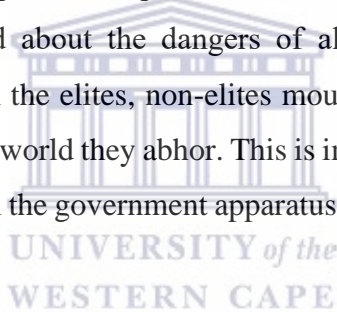 d about the dangers of al
the elites, non-elites mou
world they abhor. This is in
the government apparatus
UNIVERSITY of the
WESTERN CAPE